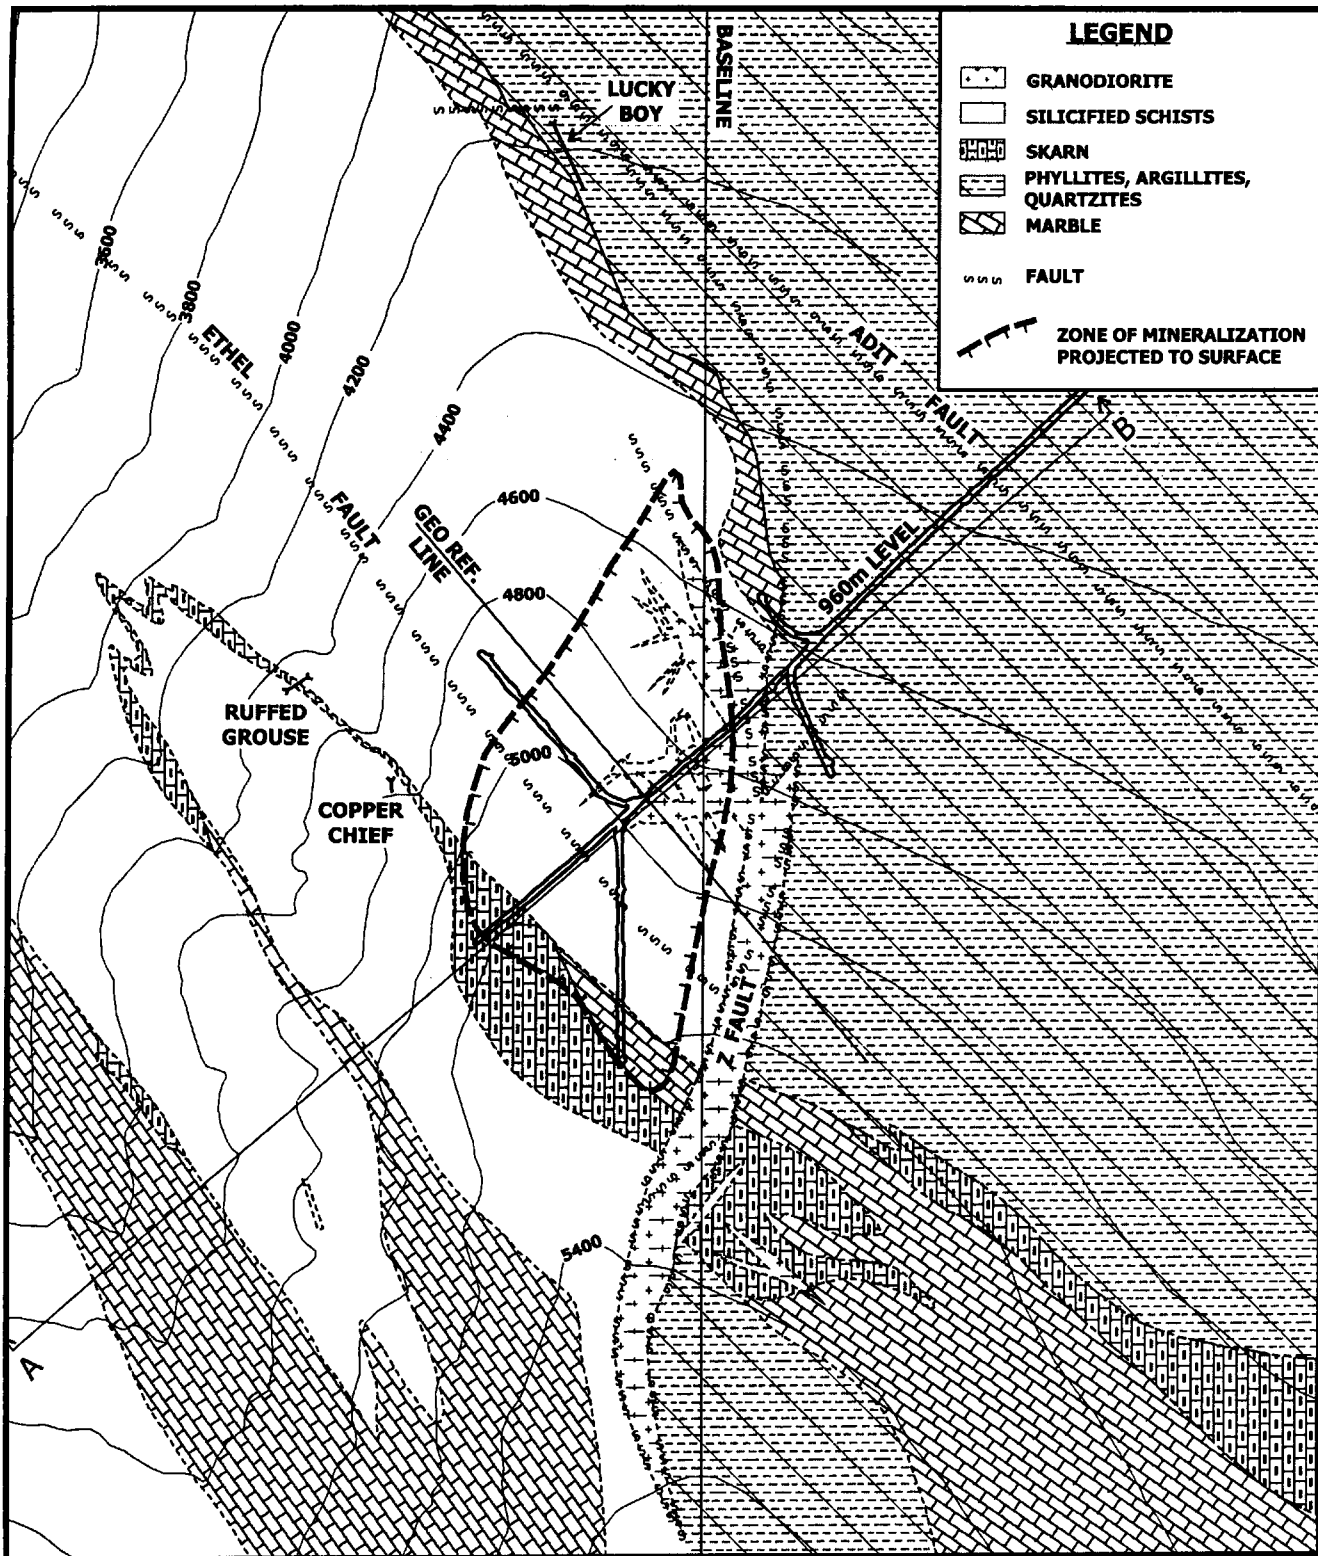 LEGEND
GRANODIORITE
SILICIFIED SCHISTS
SKARN
PHYLLITES, ARGILLITES,
QUARTZITES
MARBLE
FAULT
ZONE OF MINERALIZATION
PROJECTED TO SURFACE
BASELINE
LUCKY
BOY
3600
3800
4000
4200
4400
4600
4800
5000
5400
ETHEL
FAULT
GEO REF.
LINE
ADIT
FAULT
B
960m LEVEL
RUFFED
GROUSE
COPPER
CHIEF
Z FAULT
A